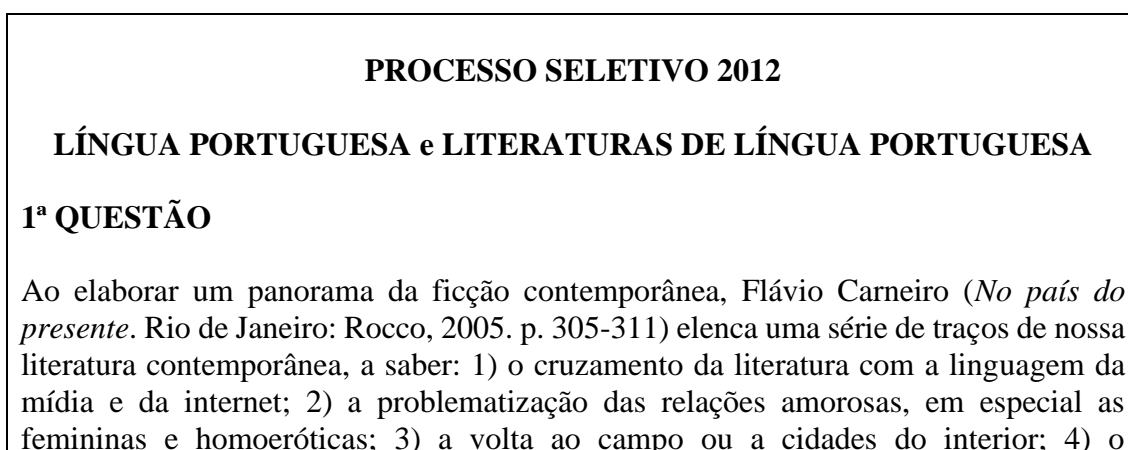 PROCESSO SELETIVO 2012
LÍNGUA PORTUGUESA e LITERATURAS DE LÍNGUA PORTUGUESA
1ª QUESTÃO
Ao elaborar um panorama da ficção contemporânea, Flávio Carneiro (No país do
presente. Rio de Janeiro: Rocco, 2005. p. 305-311) elenca uma série de traços de nossa
literatura contemporânea, a saber: 1) o cruzamento da literatura com a linguagem da
mídia e da internet; 2) a problematização das relações amorosas, em especial as
femininas e homoeróticas; 3) a volta ao campo ou a cidades do interior; 4) o